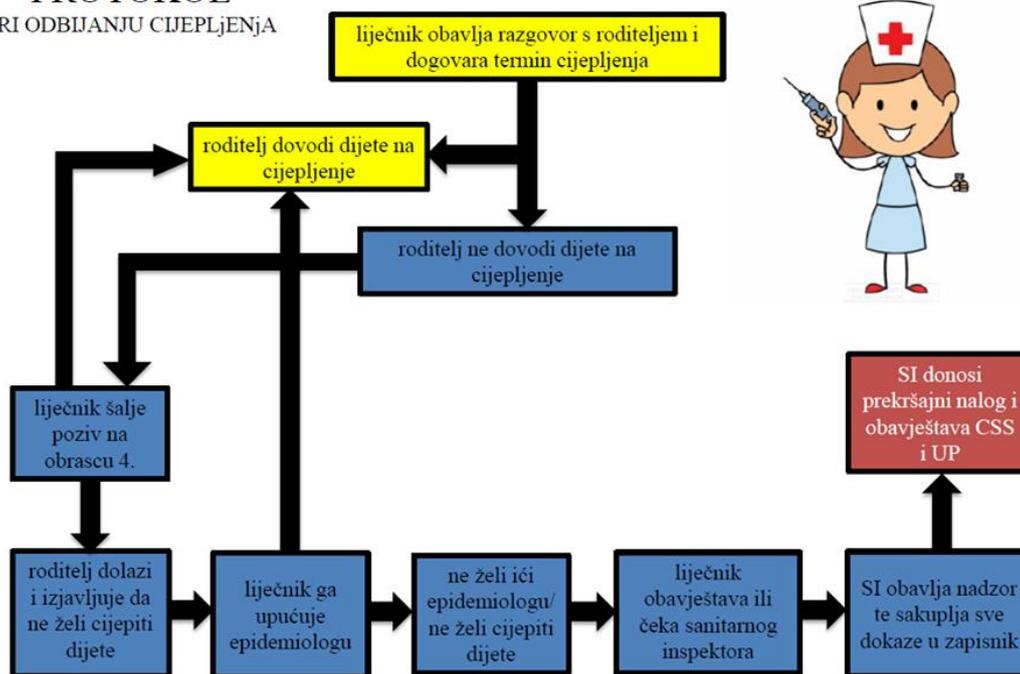 PROTOKOL
RI ODBIJANJU CIJEPLjENjA
liječnik obavlja razgovor s roditeljem i
dogovara termin cijepljenja
roditelj dovodi dijete na
cijepljenje
roditelj ne dovodi dijete na
cijepljenje
liječnik šalje
poziv na
obrascu 4.
roditelj dolazi
i izjavljuje da
ne želi cijepiti
dijete
liječnik ga
upućuje
epidemiologu
ne želi ići
epidemiologu/
ne želi cijepiti
dijete
liječnik
obavještava ili
čeka sanitarnog
inspektora
SI obavlja nadzor
te sakuplja sve
dokaze u zapisnik
SI donosi
prekršajni nalog i
obavještava CSS
i UP